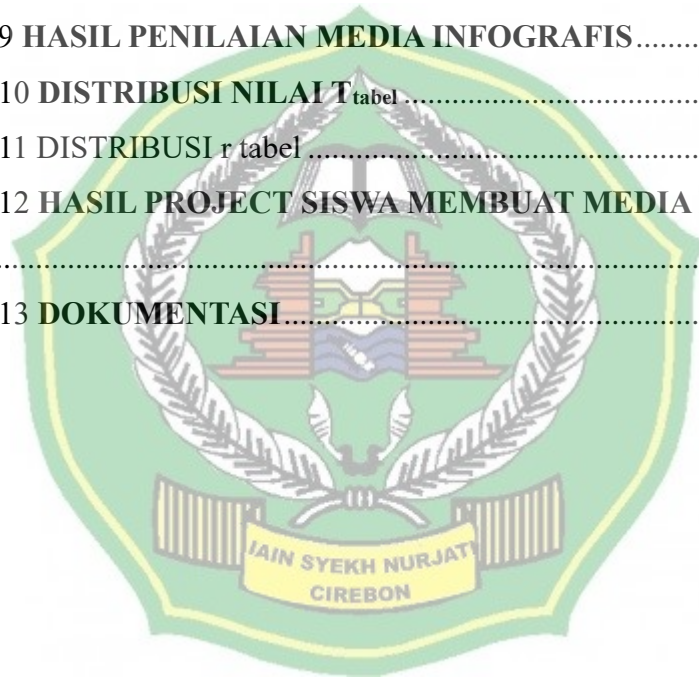 9 HASIL PENILAIAN MEDIA INFOGRAFIS........
10 DISTRIBUSI NILAI Ttabel........................................
11 DISTRIBUSI r tabel....................................................
12 HASIL PROJECT SISWA MEMBUAT MEDIA
................................................................................................
13 DOKUMENTASI........................................................
IAIN SYEKH NURJATI
CIREBON